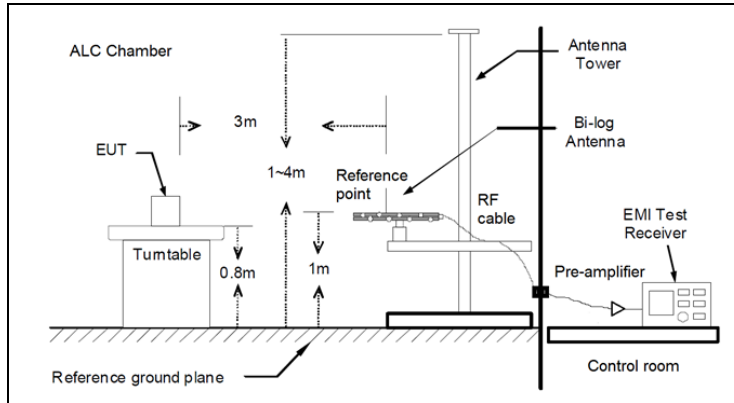 ALC Chamber
Antenna
Tower
3m
Bi-log
Antenna
EUT
1~4m
Reference
point
RF
cable
EMI Test
Receiver
Turntable
0.8m
1m
Pre-amplifier
Control room
Reference ground plane